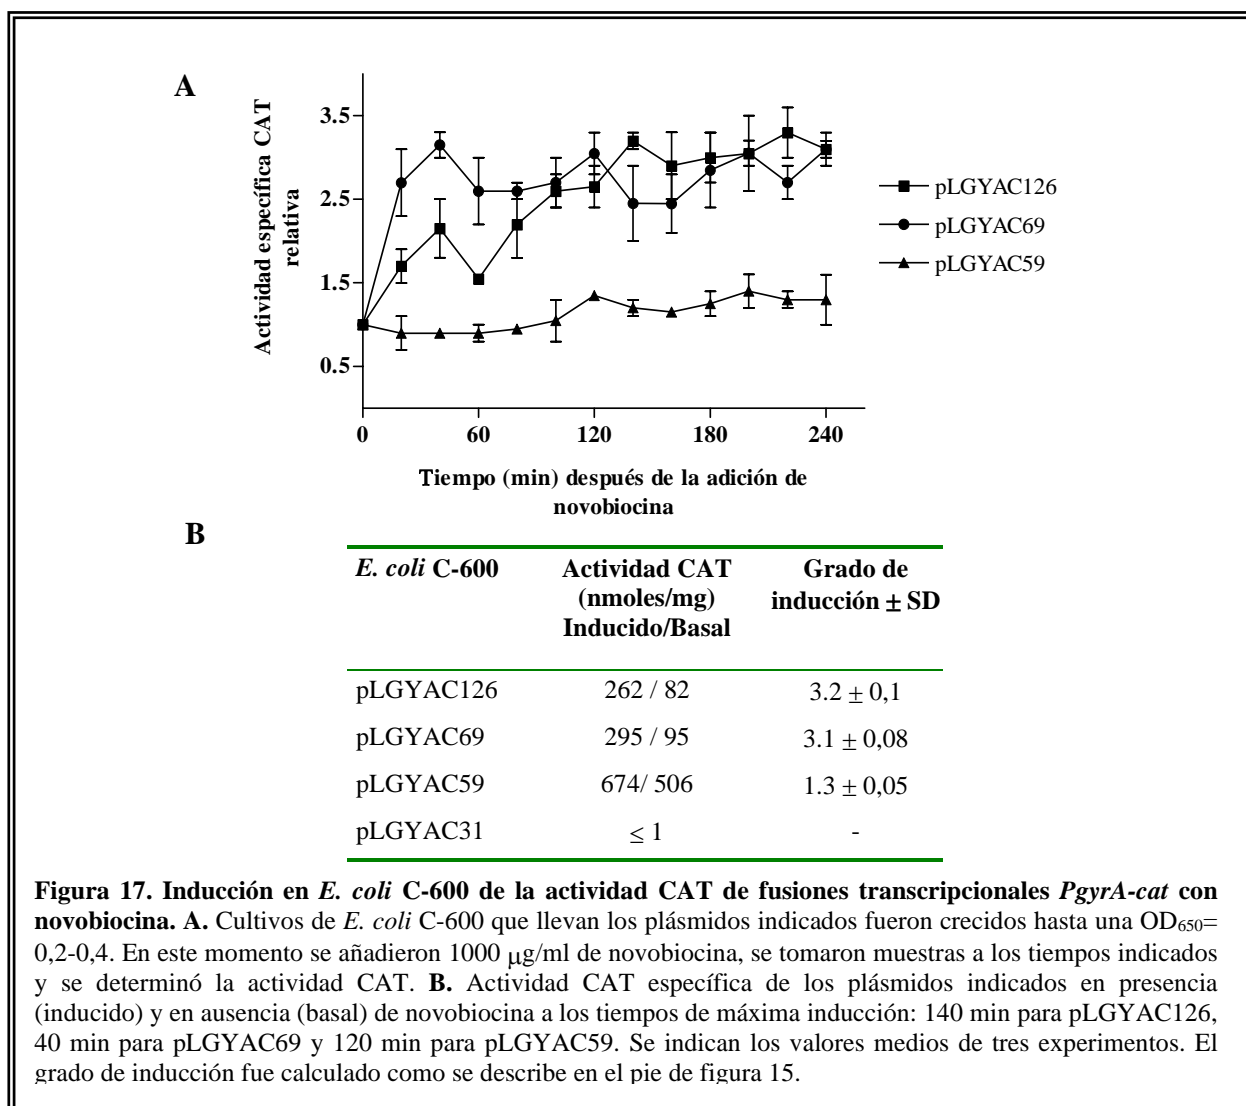 A
Actividad específica CAT
relativa
3.5
2.5
1.5
0.5
0 60 120 180 240
Tiempo (min) después de la adición de
novobiocina
pLGYAC126
pLGYAC69
pLGYAC59
B
E. coli C-600 Actividad CAT Grado de
(nmoles/mg) inducción ± SD
Inducido/Basal
pLGYAC126 262 / 82 3.2 ± 0,1
pLGYAC69 295 / 95 3.1 ± 0,08
pLGYAC59 674/ 506 1.3 ± 0,05
pLGYAC31 ≤ 1 -
Figura 17. Inducción en E. coli C-600 de la actividad CAT de fusiones transcripcionales PgyrA-cat con
novobiocina. A. Cultivos de E. coli C-600 que llevan los plásmidos indicados fueron crecidos hasta una OD650=
0,2-0,4. En este momento se añadieron 1000 µg/ml de novobiocina, se tomaron muestras a los tiempos indicados
y se determinó la actividad CAT. B. Actividad CAT específica de los plásmidos indicados en presencia
(inducido) y en ausencia (basal) de novobiocina a los tiempos de máxima inducción: 140 min para pLGYAC126,
40 min para pLGYAC69 y 120 min para pLGYAC59. Se indican los valores medios de tres experimentos. El
grado de inducción fue calculado como se describe en el pie de figura 15.